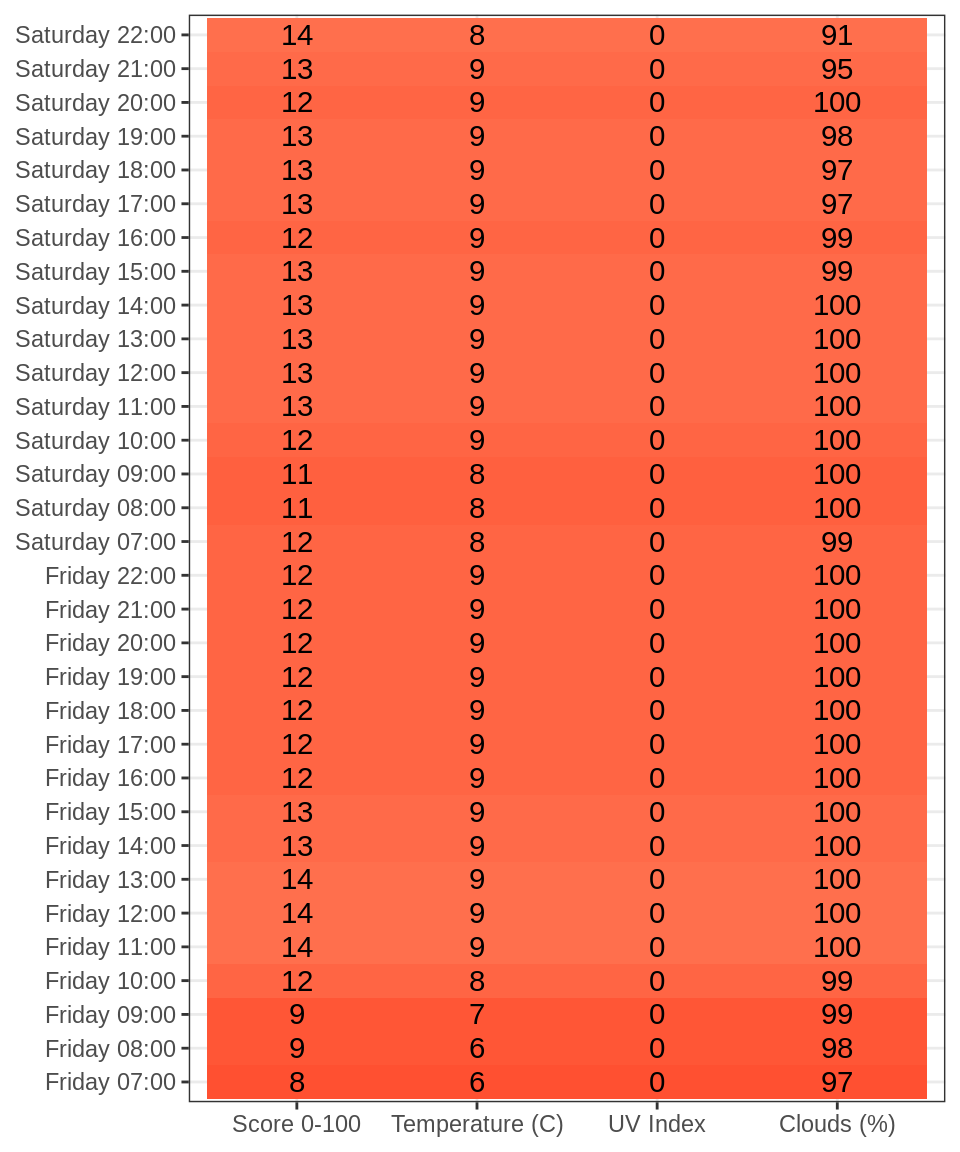 Saturday 22:00 14 8 0 91
Saturday 21:00 13 9 0 95
Saturday 20:00 12 9 0 100
Saturday 19:00 13 9 0 98
Saturday 18:00 13 9 0 97
Saturday 17:00 13 9 0 97
Saturday 16:00 12 9 0 99
Saturday 15:00 13 9 0 99
Saturday 14:00 13 9 0 100
Saturday 13:00 13 9 0 100
Saturday 12:00 13 9 0 100
Saturday 11:00 13 9 0 100
Saturday 10:00 12 9 0 100
Saturday 09:00 11 8 0 100
Saturday 08:00 11 8 0 100
Saturday 07:00 12 8 0 99
Friday 22:00 12 9 0 100
Friday 21:00 12 9 0 100
Friday 20:00 12 9 0 100
Friday 19:00 12 9 0 100
Friday 18:00 12 9 0 100
Friday 17:00 12 9 0 100
Friday 16:00 12 9 0 100
Friday 15:00 13 9 0 100
Friday 14:00 13 9 0 100
Friday 13:00 14 9 0 100
Friday 12:00 14 9 0 100
Friday 11:00 14 9 0 100
Friday 10:00 12 8 0 99
Friday 09:00 9 7 0 99
Friday 08:00 9 6 0 98
Friday 07:00 8 6 0 97
Score 0-100 Temperature (C) UV Index Clouds (%)